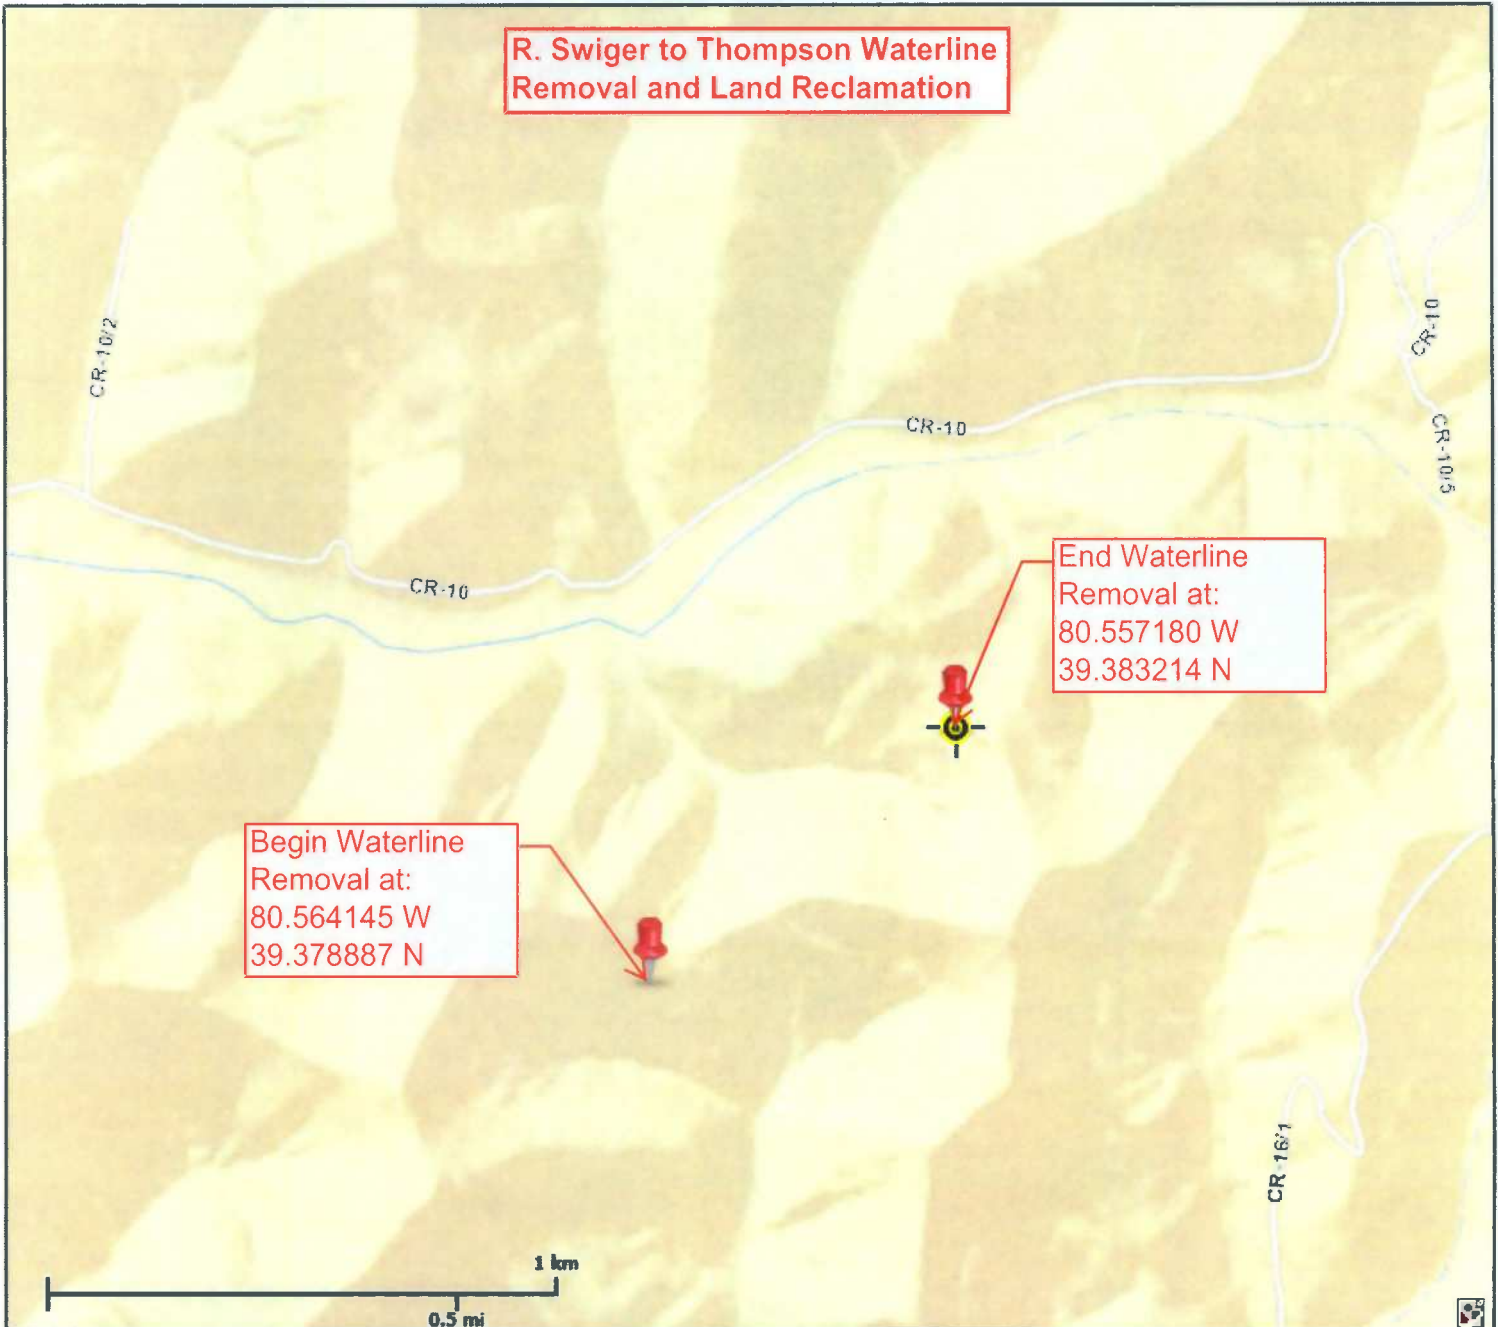 R. Swiger to Thompson Waterline
Removal and Land Reclamation
CR-10/2
CR-10
CR-10
CR-10/5
CR-10
End Waterline
Removal at:
80.557180 W
39.383214 N
CR-10
Begin Waterline
Removal at:
80.564145 W
39.378887 N
CR-16/1
1 km
0.5 mi